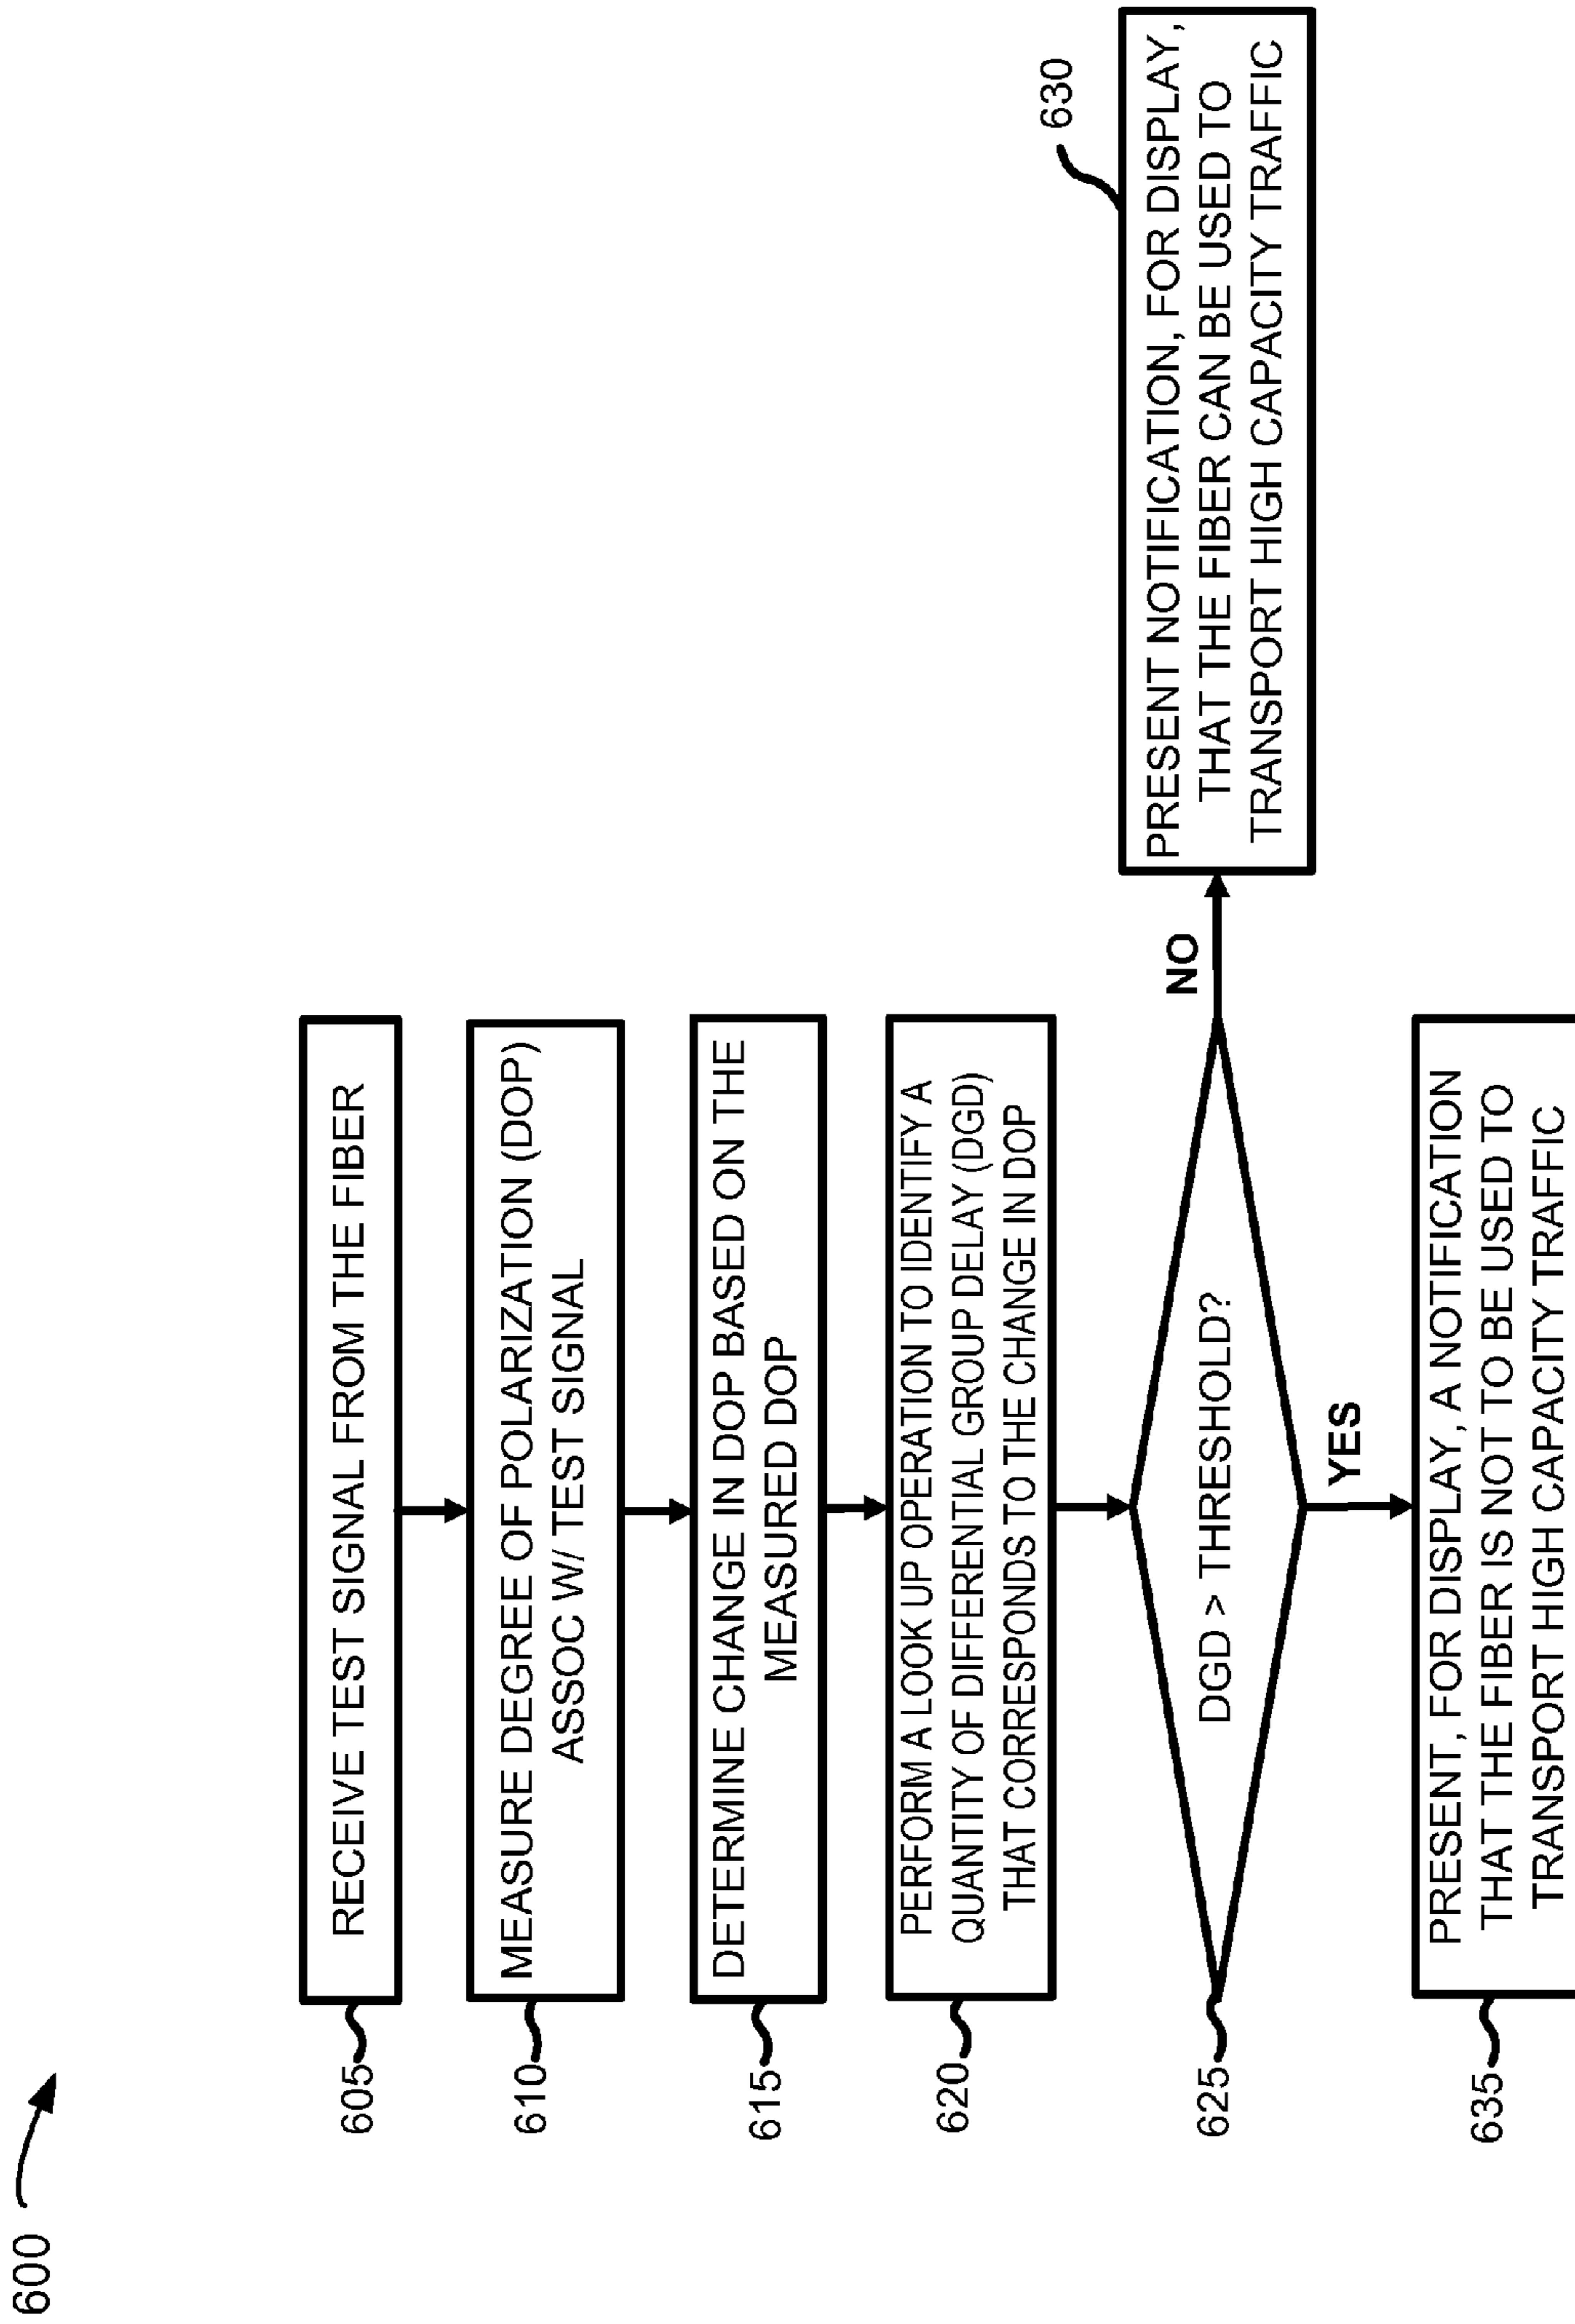 600
605
RECEIVE TEST SIGNAL FROM THE FIBER
610
MEASURE DEGREE OF POLARIZATION (DOP)
ASSOC W/ TEST SIGNAL
615
DETERMINE CHANGE IN DOP BASED ON THE
MEASURED DOP
620
PERFORM A LOOK UP OPERATION TO IDENTIFY A
QUANTITY OF DIFFERENTIAL GROUP DELAY (DGD)
THAT CORRESPONDS TO THE CHANGE IN DOP
625
DGD > THRESHOLD?
NO
630
PRESENT NOTIFICATION, FOR DISPLAY,
THAT THE FIBER CAN BE USED TO
TRANSPORT HIGH CAPACITY TRAFFIC
YES
635
PRESENT, FOR DISPLAY, A NOTIFICATION
THAT THE FIBER IS NOT TO BE USED TO
TRANSPORT HIGH CAPACITY TRAFFIC